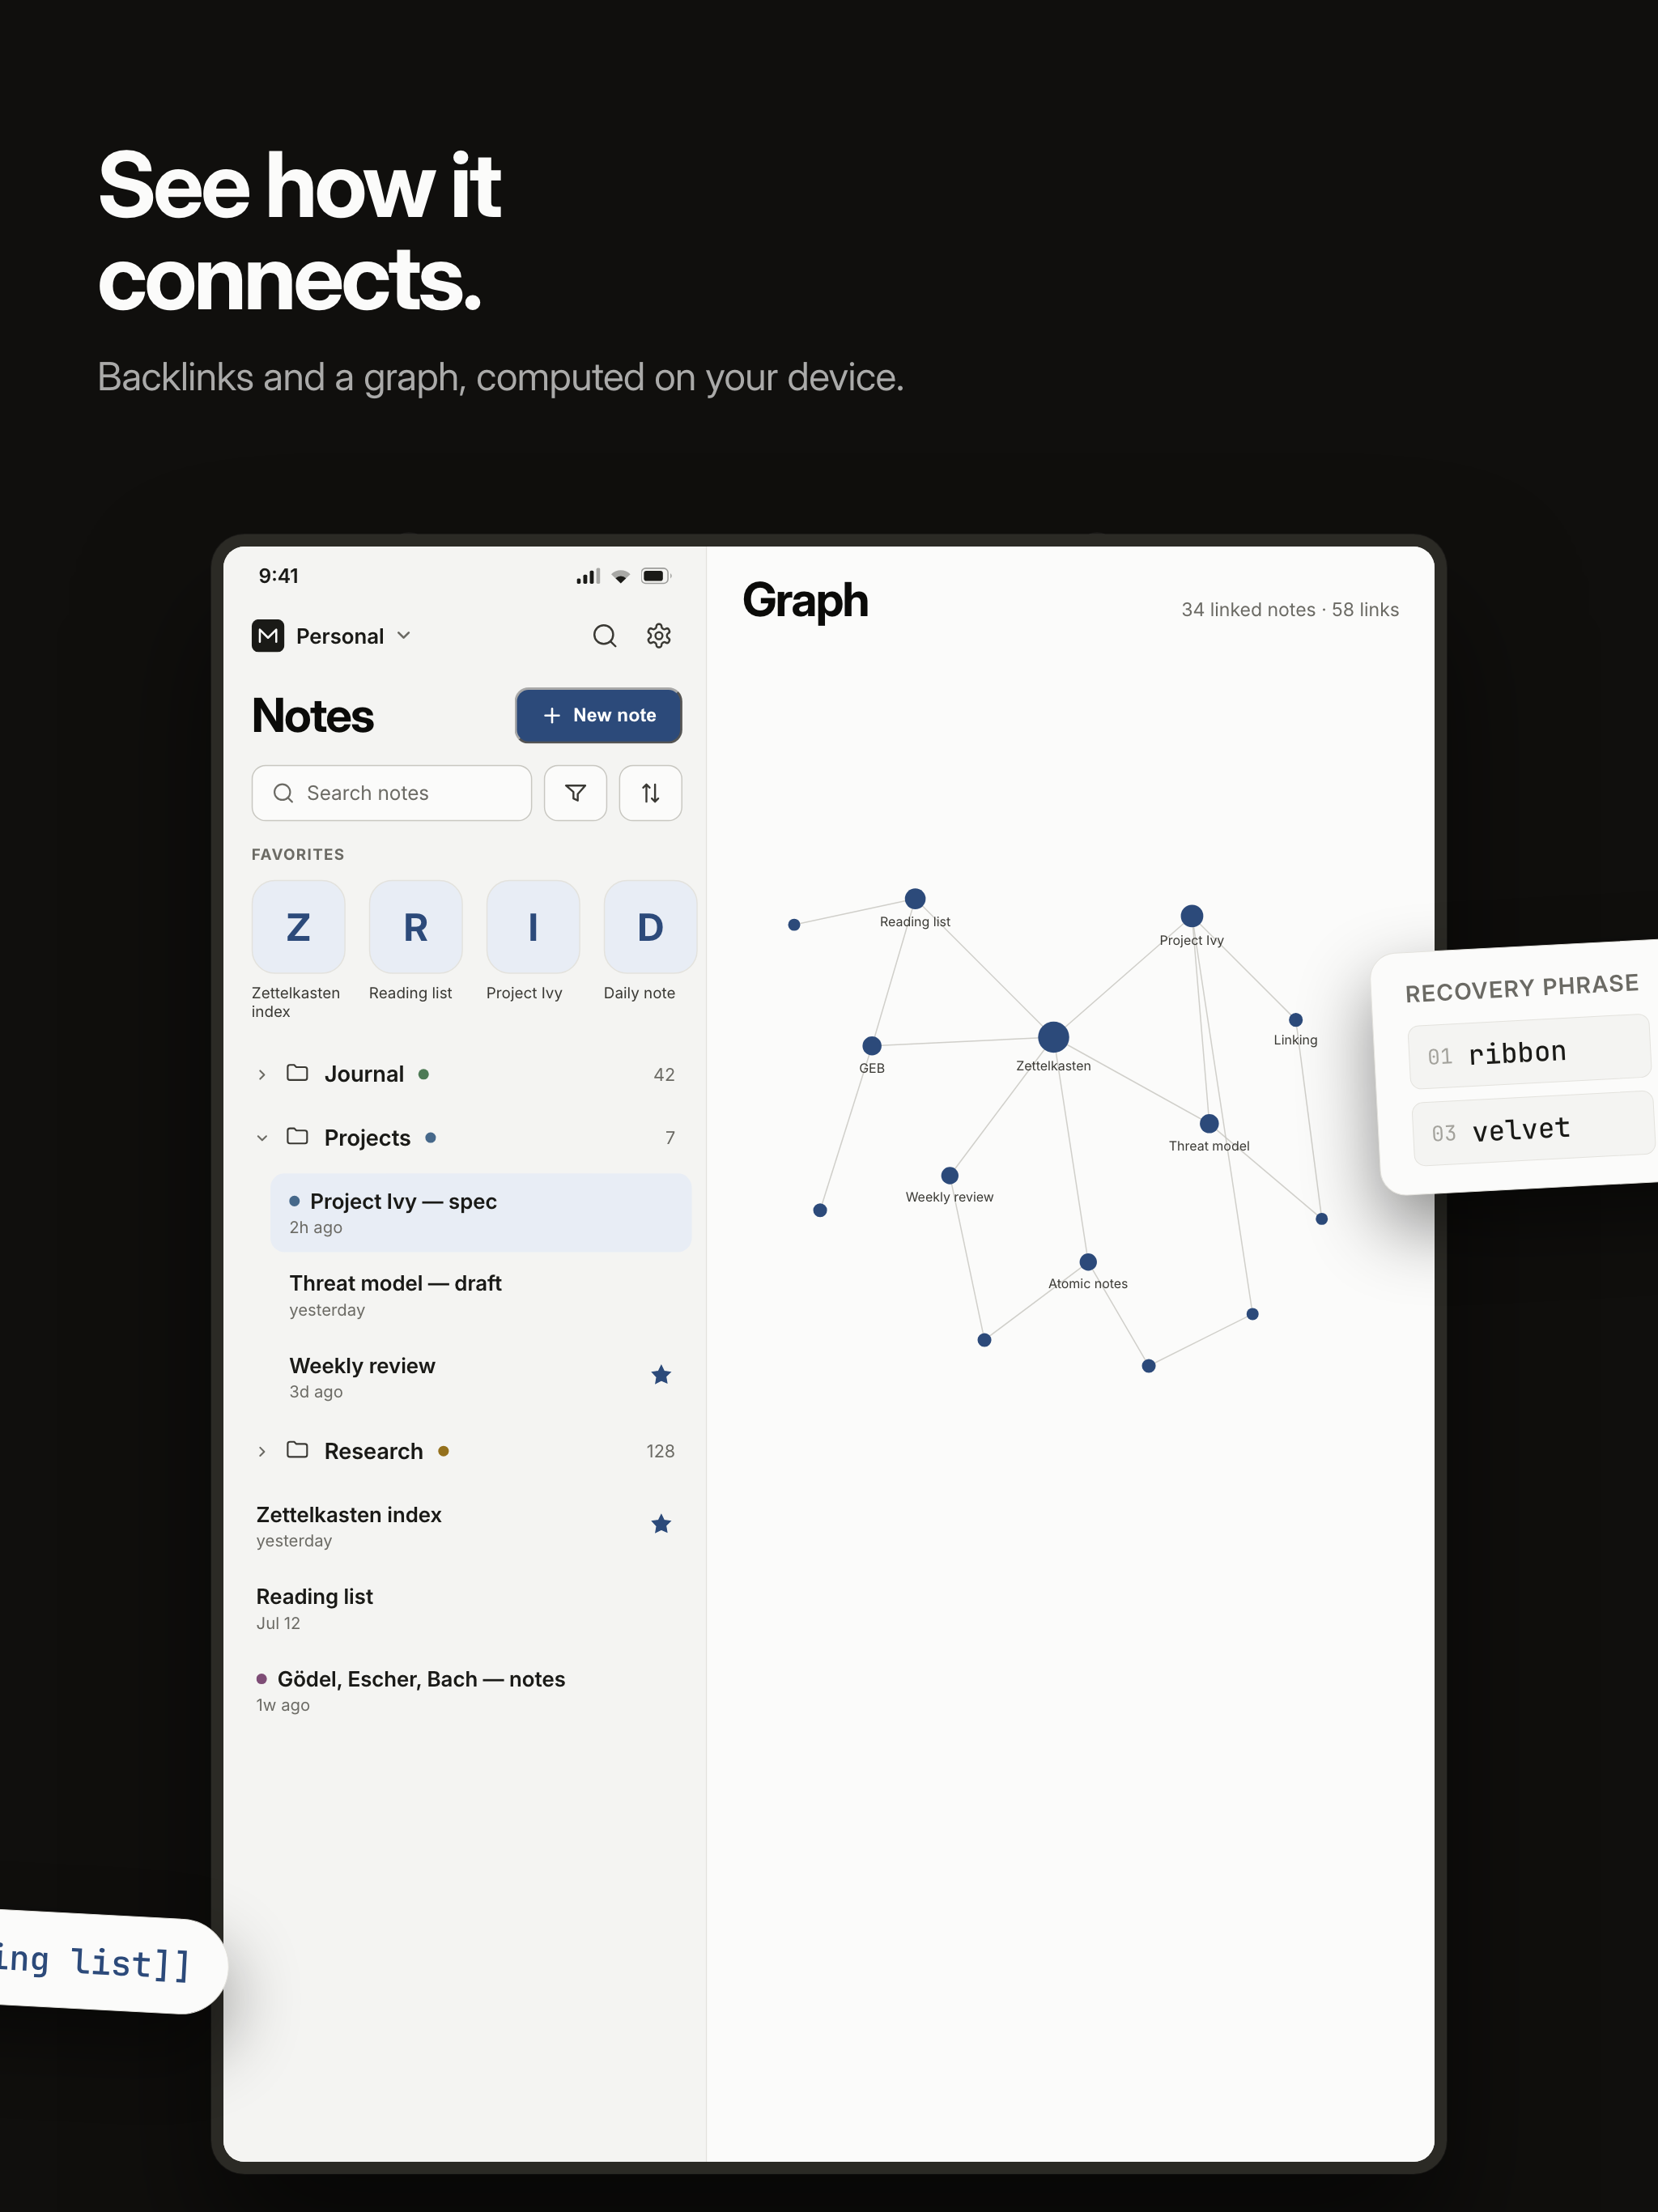 See how it
connects.
Backlinks and a graph, computed on your device.
9:41
Personal
Notes
New note
Search notes
FAVORITES
Z
R
I
D
Zettelkasten
index
Reading list
Project Ivy
Daily note
Journal
42
Projects
7
Project Ivy — spec
2h ago
Threat model — draft
yesterday
Weekly review
3d ago
Research
128
Zettelkasten index
yesterday
Reading list
Jul 12
Gödel, Escher, Bach — notes
1w ago
Graph
34 linked notes · 58 links
Reading list
Project Ivy
Linking
GEB
Zettelkasten
Threat model
Weekly review
Atomic notes
RECOVERY PHRASE
01 ribbon
03 velvet
ing list]]